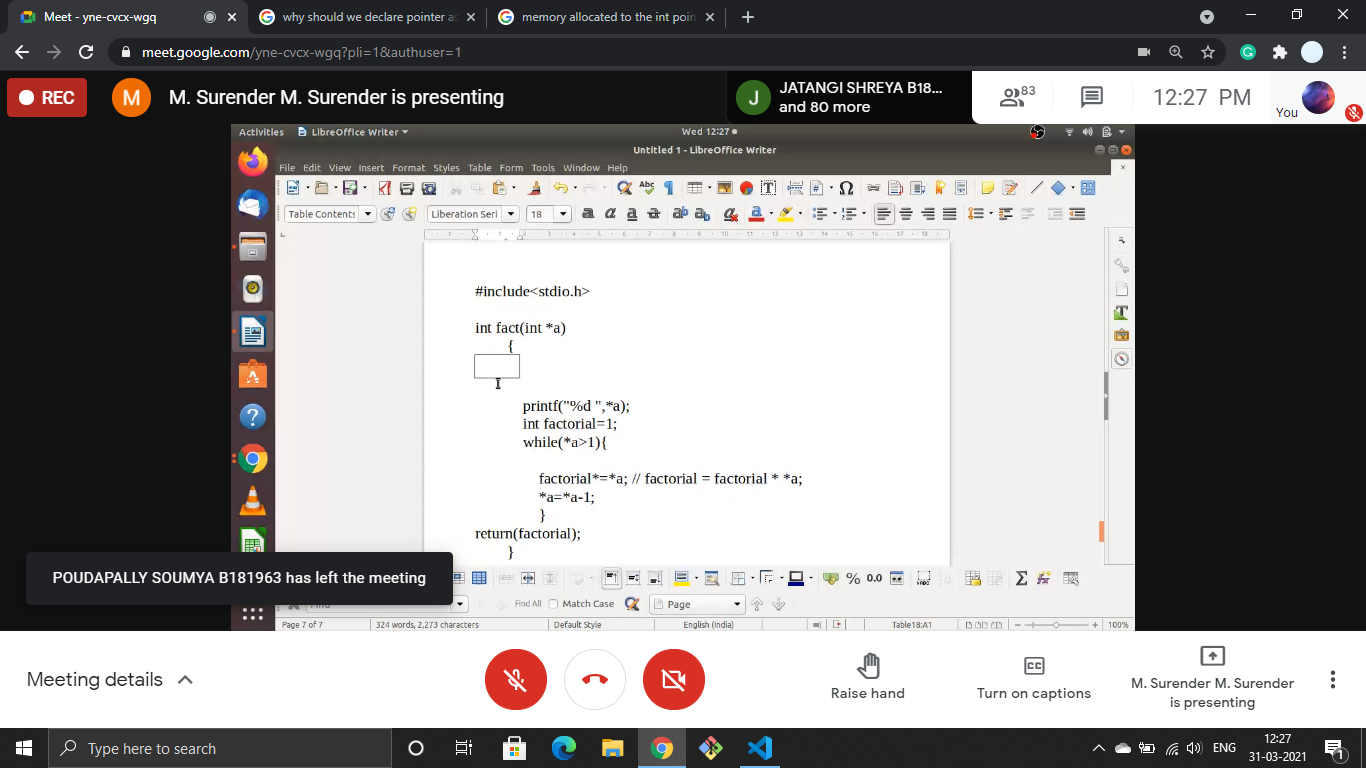 Meet - yne-cvcx-wgq
why should we declare pointer as
memory allocated to the int poin
meet.google.com/yne-cvcx-wgq?pli=1&authuser=1
REC
M
M. Surender M. Surender is presenting
J
JATANGI SHREYA B18...
and 80 more
83
12:27 PM
You
Activities
LibreOffice Writer
Wed 12:27
Untitled 1 - LibreOffice Writer
File Edit View Insert Format Styles Table Form Tools Window Help
Table Contents
Liberation Seri
18
#include<stdio.h>
int fact(int *a)
{
printf("%d ",*a);
int factorial=1;
while(*a>1){
factorial*=*a; // factorial = factorial * *a;
*a=*a-1;
}
return(factorial);
}
POUDAPALLY SOUMYA B181963 has left the meeting
% 0.0
Find All
Match Case
Page
Page 7 of 7
324 words, 2,273 characters
Default Style
English (India)
Table18:A1
100%
Meeting details
Raise hand
Turn on captions
M. Surender M. Surender
is presenting
Type here to search
ENG
12:27
31-03-2021
1